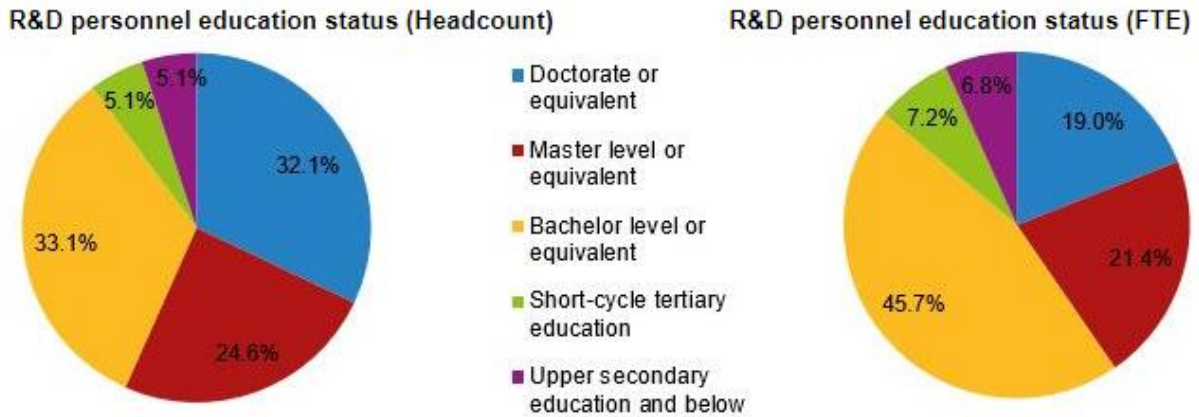 R&D personnel education status (Headcount)
5.1%
5.1%
32.1%
33.1%
24.6%
Doctorate or
equivalent
Master level or
equivalent
Bachelor level or
equivalent
Short-cycle tertiary
education
Upper secondary
education and below
R&D personnel education status (FTE)
6.8%
7.2%
19.0%
21.4%
45.7%